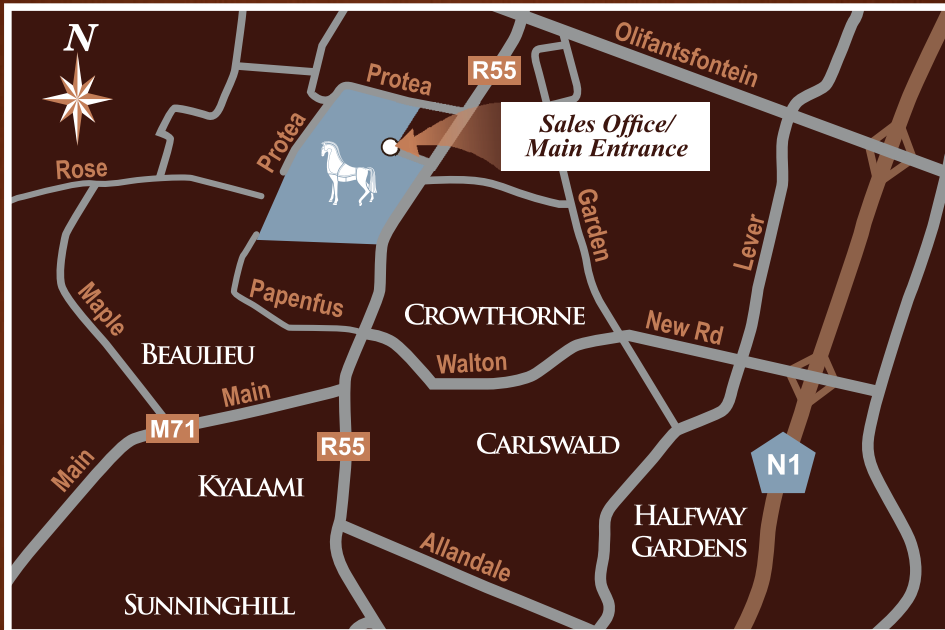 N
Olifantsfontein
R55
Protea
Sales Office/
Main Entrance
Protea
Rose
Garden
Lever
Maple
Papenfus
CROWTHORNE
New Rd
BEAULIEU
Walton
Main
M71
R55
CARLSWALD
Main
N1
KYALAMI
HALFWAY
GARDENS
Allandale
SUNNINGHILL